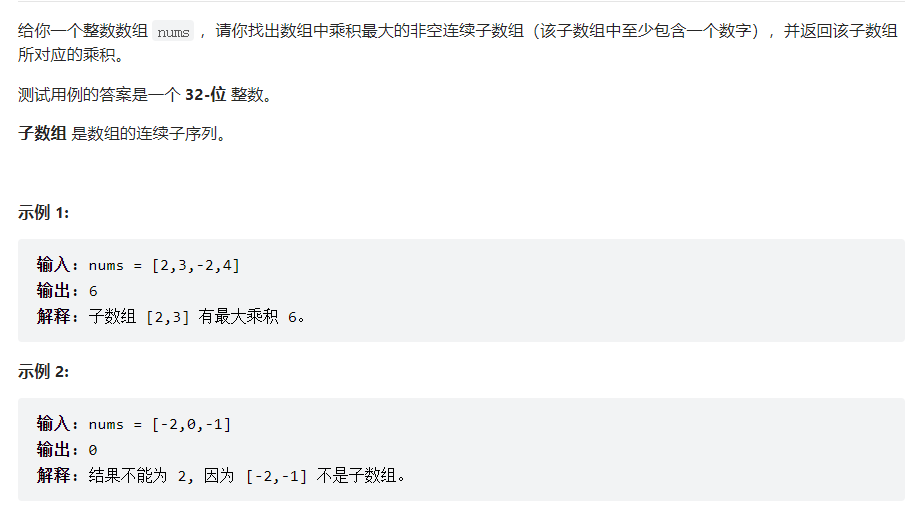 给你一个整数数组 nums ，请你找出数组中乘积最大的非空连续子数组（该子数组中至少包含一个数字），并返回该子数组
所对应的乘积。
测试用例的答案是一个 32-位 整数。
子数组 是数组的连续子序列。
示例 1:
输入: nums = [2,3,-2,4]
输出: 6
解释: 子数组 [2,3] 有最大乘积 6。
示例 2:
输入: nums = [-2,0,-1]
输出: 0
解释: 结果不能为 2, 因为 [-2,-1] 不是子数组。